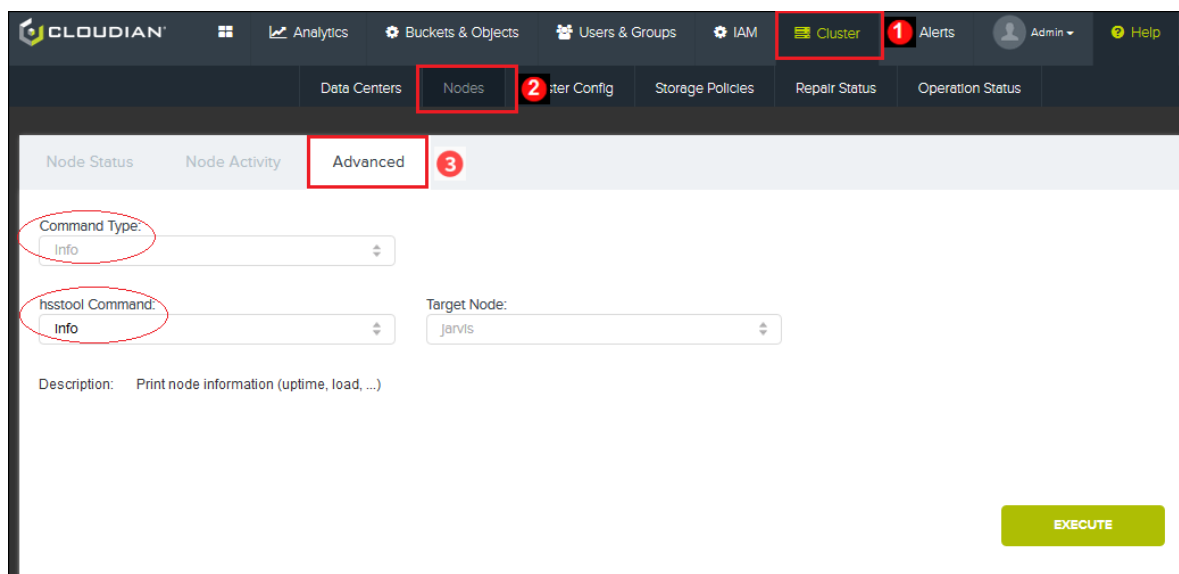 CLOUDIAN Analytics Buckets & Objects Users & Groups IAM Cluster 1 Alerts Admin Help
Data Centers Nodes 2 ster Config Storage Policies Repair Status Operation Status
Node Status Node Activity Advanced 3
Command Type:
Info
hsstool Command: Target Node:
Info jarvis
Description: Print node information (uptime, load, ...)
EXECUTE